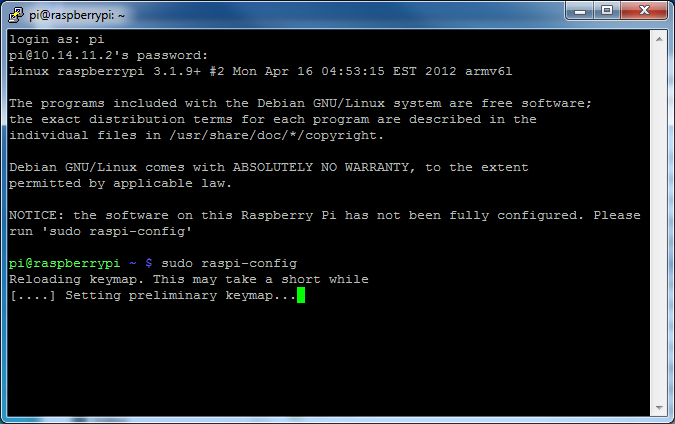 pi@raspberrypi: ~
login as: pi
pi@10.14.11.2's password:
Linux raspberrypi 3.1.9+ #2 Mon Apr 16 04:53:15 EST 2012 armv6l
The programs included with the Debian GNU/Linux system are free software;
the exact distribution terms for each program are described in the
individual files in /usr/share/doc/*/copyright.
Debian GNU/Linux comes with ABSOLUTELY NO WARRANTY, to the extent
permitted by applicable law.
NOTICE: the software on this Raspberry Pi has not been fully configured. Please
run 'sudo raspi-config'
pi@raspberrypi ~ $ sudo raspi-config
Reloading keymap. This may take a short while
[....] Setting preliminary keymap...